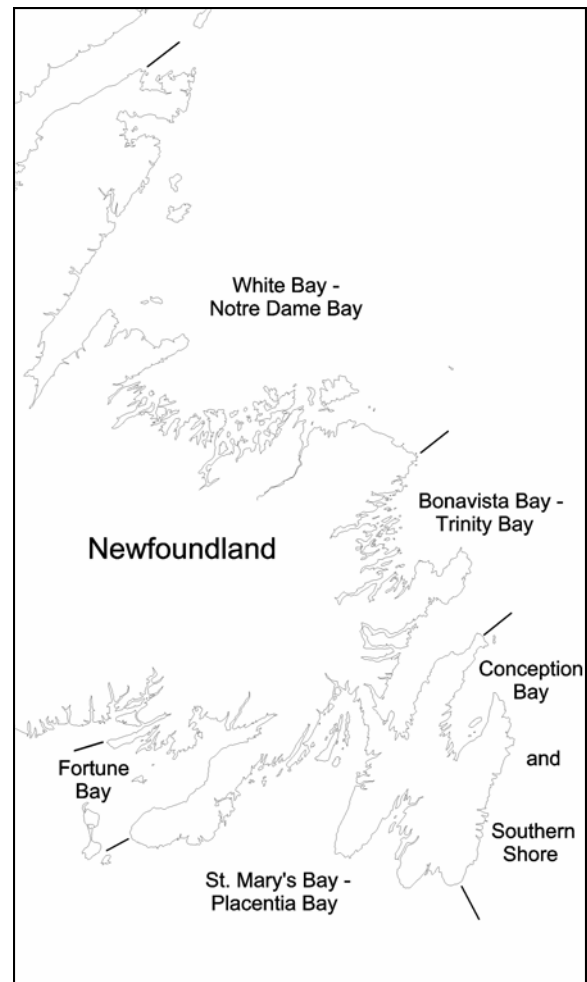 White Bay -
Notre Dame Bay
Bonavista Bay -
Trinity Bay
Newfoundland
Conception
Bay
and
Southern
Shore
Fortune
Bay
St. Mary's Bay -
Placentia Bay